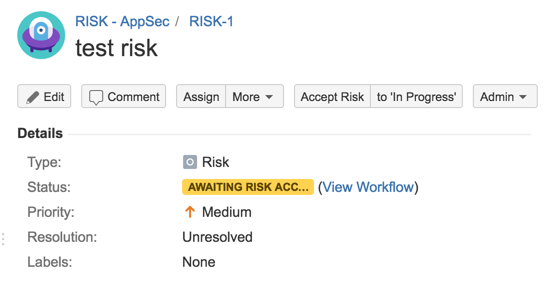 RISK - AppSec / RISK-1
test risk
Edit Comment Assign More Accept Risk to 'In Progress' Admin
Details
Type: Risk
Status: AWAITING RISK ACC... (View Workflow)
Priority: Medium
Resolution: Unresolved
Labels: None